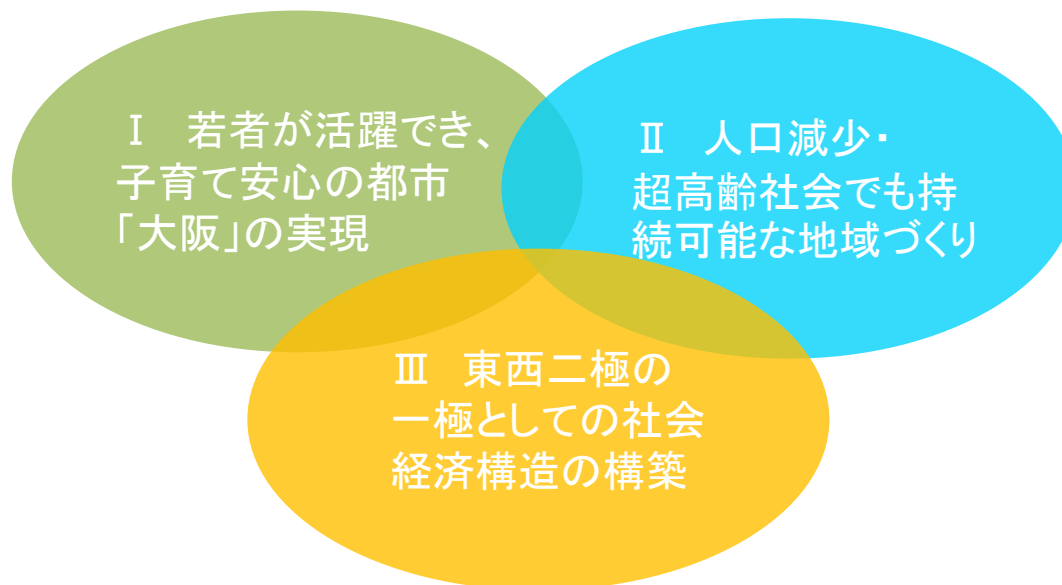 Ⅰ　若者が活躍でき、
子育て安心の都市
「大阪」の実現
Ⅱ　人口減少・
超高齢社会でも持
続可能な地域づくり
Ⅲ　東西二極の
一極としての社会
経済構造の構築